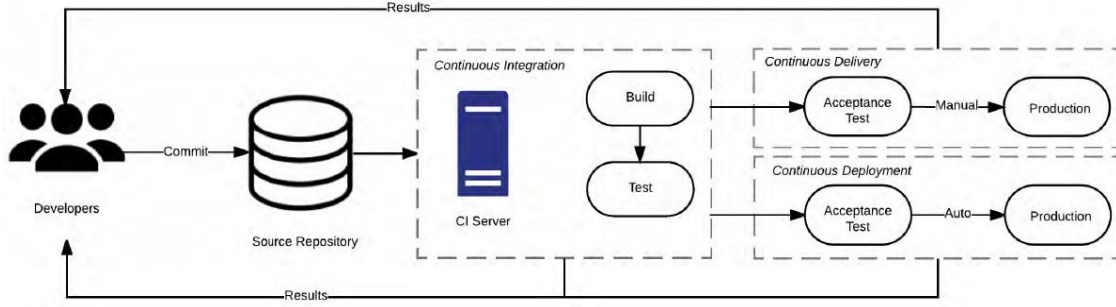 Results
Continuous Integration
Continuous Delivery
Build
Acceptance
Test
Manual
Production
Commit
Test
Continuous Deployment
Developers
CI Server
Acceptance
Test
Auto
Production
Source Repository
Results